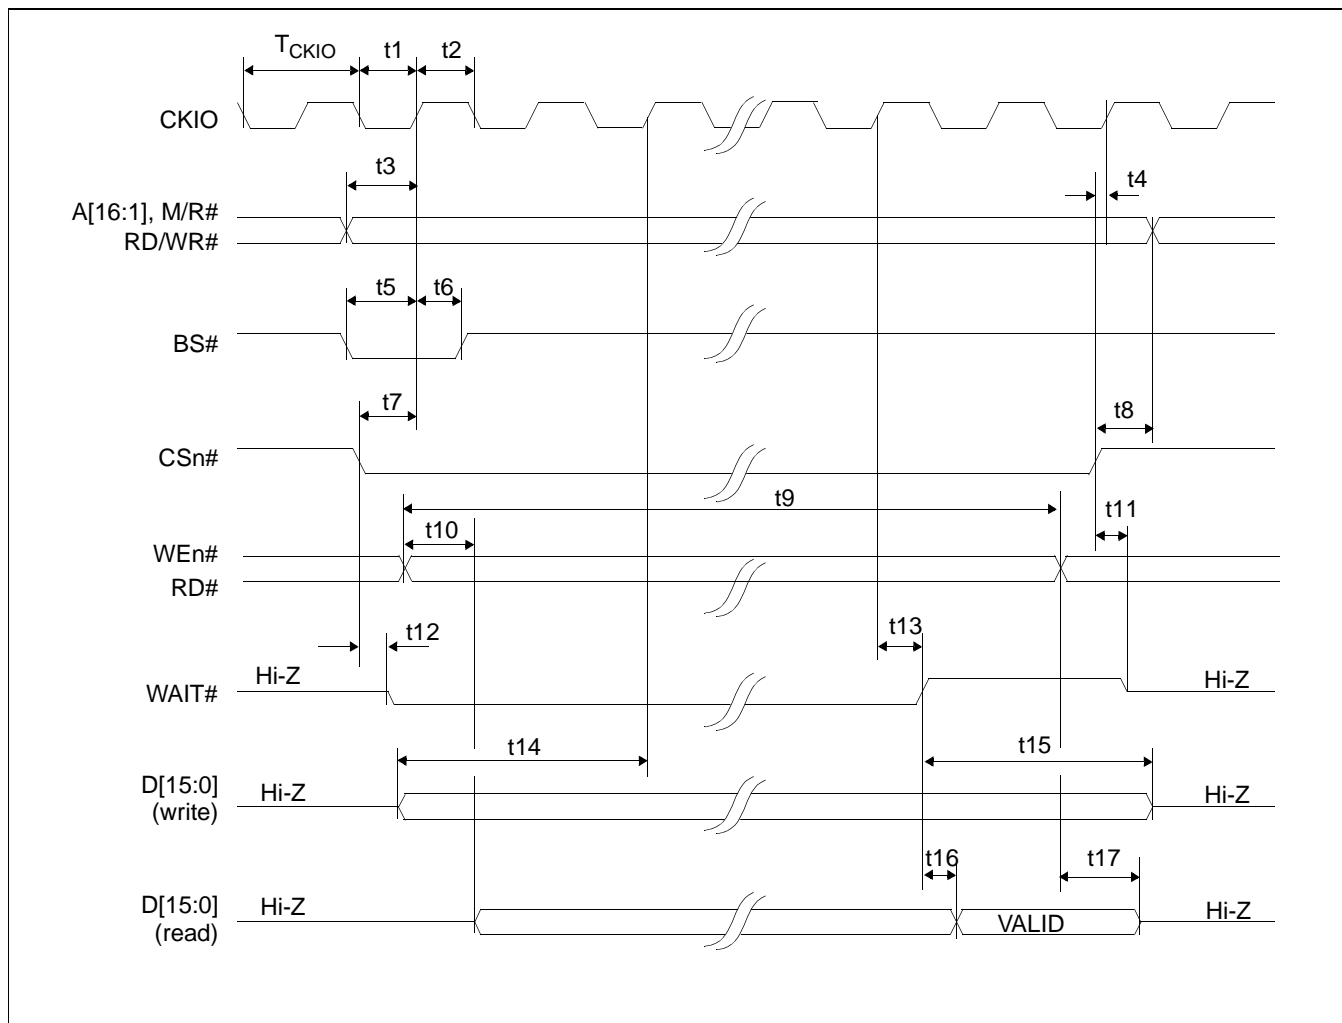 TCKIO t1 t2
CKIO
t3
t4
A[16:1], M/R#
RD/WR#
t5 t6
BS#
t7
t8
CSn#
t9
t11
t10
WEn#
RD#
t12
t13
Hi-Z
WAIT#
Hi-Z
t14
t15
D[15:0]
(write)
Hi-Z
Hi-Z
t16
t17
D[15:0]
(read)
Hi-Z
VALID
Hi-Z